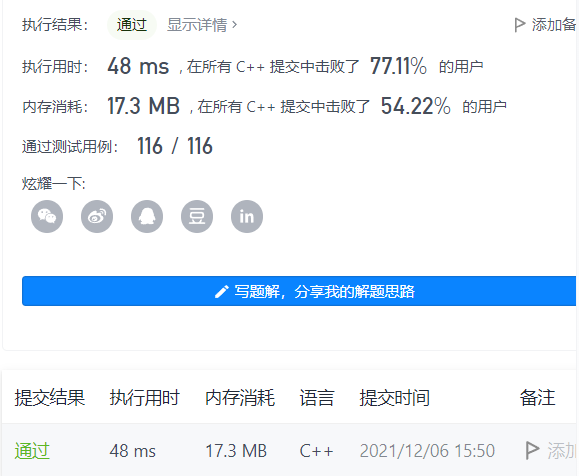 执行结果： 通过 显示详情 › 添加备
执行用时： 48 ms ，在所有 C++ 提交中击败了 77.11% 的用户
内存消耗： 17.3 MB ，在所有 C++ 提交中击败了 54.22% 的用户
通过测试用例： 116 / 116
炫耀一下:
豆 in
写题解，分享我的解题思路
提交结果 执行用时 内存消耗 语言 提交时间 备注
通过 48 ms 17.3 MB C++ 2021/12/06 15:50 添加